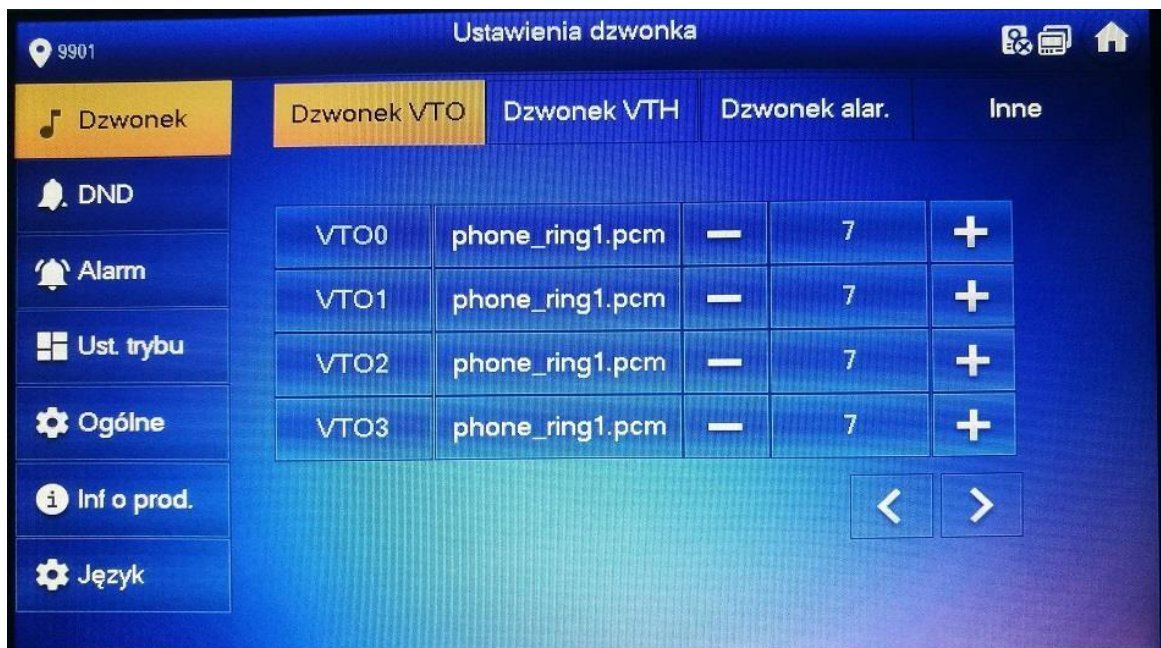 Ustawienia dzwonka
9901
Dzwonek
Dzwonek VTO Dzwonek VTH Dzwonek alar. Inne
DND
VTO0 phone_ring1.pcm — 7 +
Alarm
VTO1 phone_ring1.pcm — 7 +
Ust. trybu
VTO2 phone_ring1.pcm — 7 +
Ogólne
VTO3 phone_ring1.pcm — 7 +
Inf o prod.
< >
Język